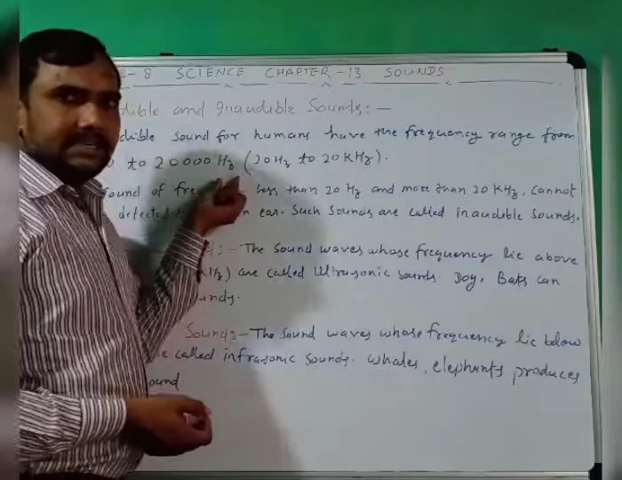 - 8 SCIENCE CHAPTER - 13 SOUNDS
dible and inaudible Sounds : -
dible sound for humans have the frequency range from
to 20000 Hz (20 Hz to 20 KHz).
sound of fre less than 20 Hz and more than 20 KHz, cannot
detected ear. Such Sounds are called inaudible sounds.
: - The sound waves whose frequency lie above
are called Ultrasonic sounds. Dog, Bats can
unds.
Sounds : - The sound waves whose frequency lie below
called infrasonic sounds. Whales, elephants produces
ound